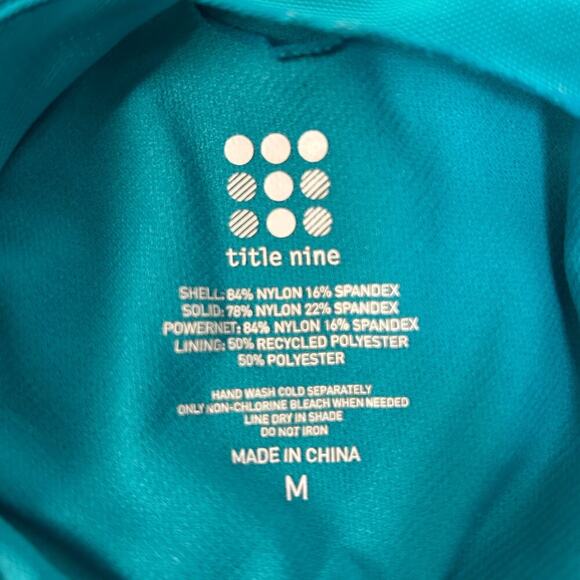 title nine
SHELL: 84% NYLON 16% SPANDEX
SOLID: 78% NYLON 22% SPANDEX
POWERNET: 84% NYLON 16% SPANDEX
LINING: 50% RECYCLED POLYESTER
50% POLYESTER
HAND WASH COLD SEPARATELY
ONLY NON-CHLORINE BLEACH WHEN NEEDED
LINE DRY IN SHADE
DO NOT IRON
MADE IN CHINA
M